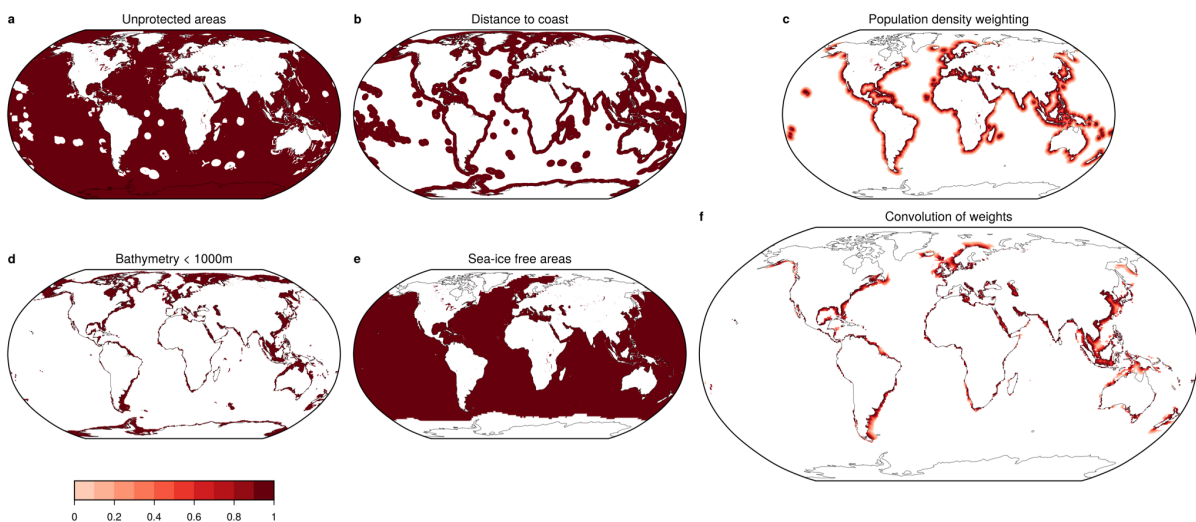 a Unprotected areas
b Distance to coast
c Population density weighting
d Bathymetry < 1000m
e Sea-ice free areas
f Convolution of weights
0 0.2 0.4 0.6 0.8 1